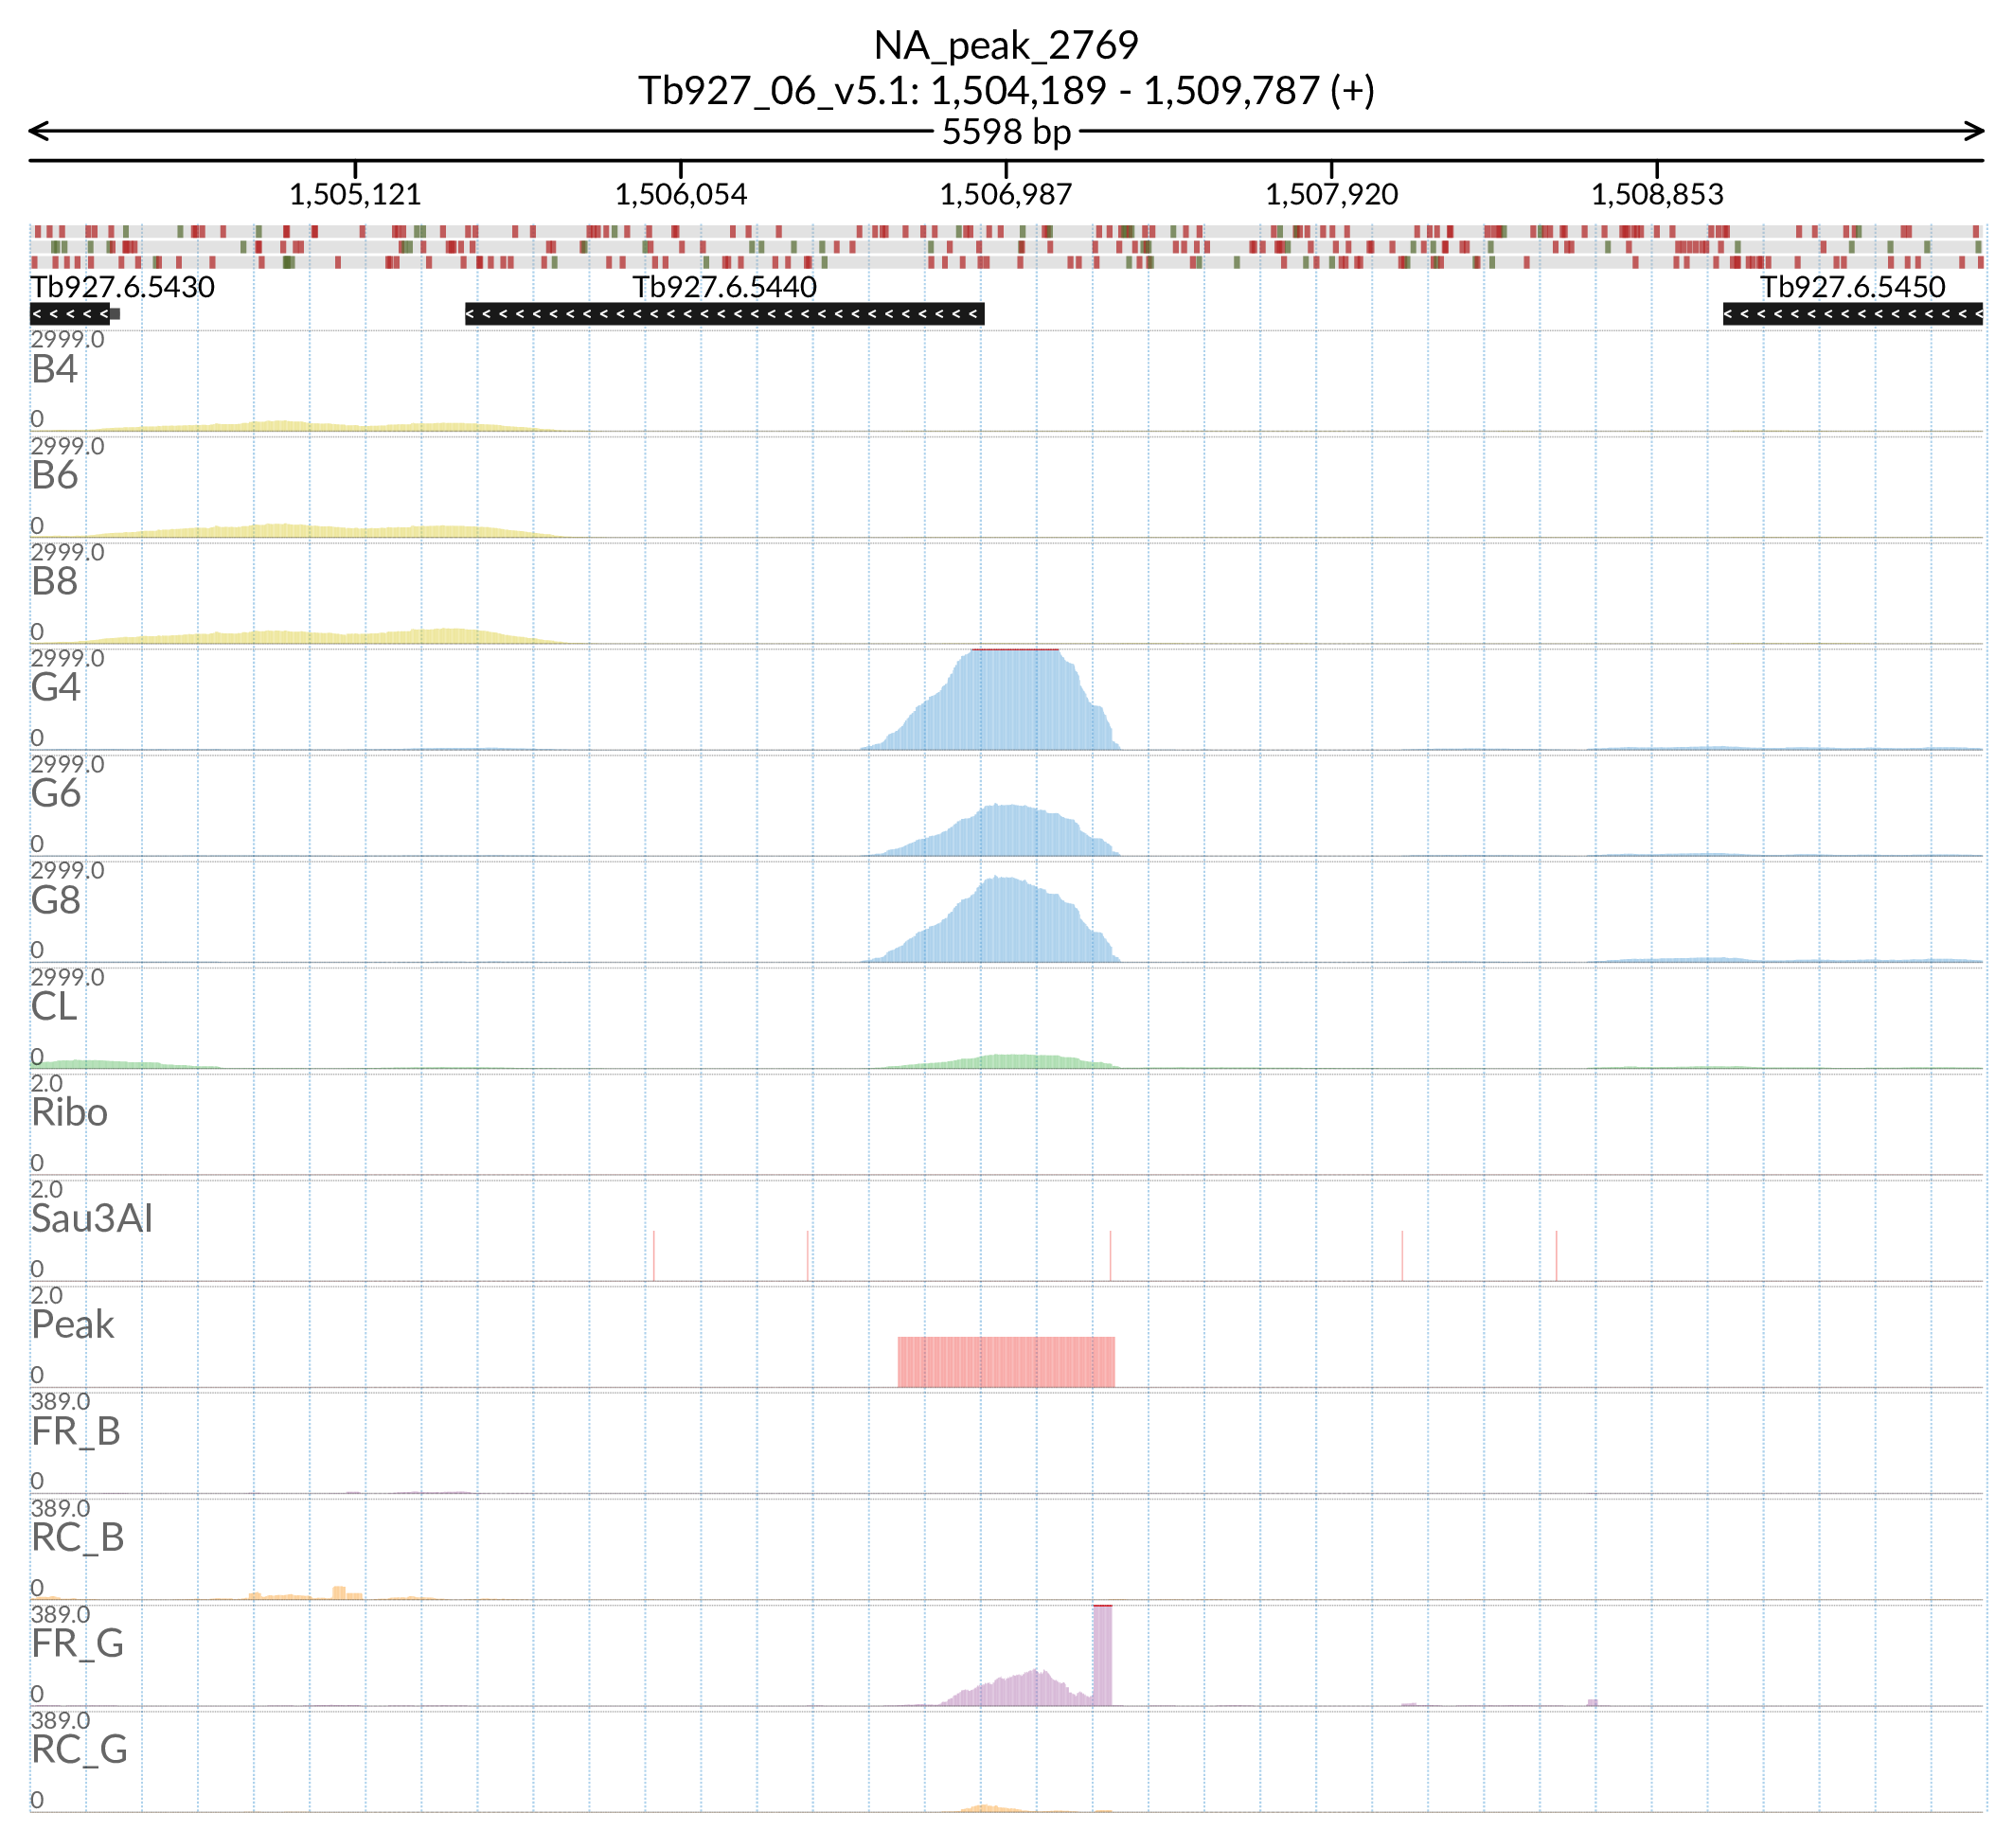 NA_peak_2769
Tb927_06_v5.1: 1,504,189 - 1,509,787 (+)
5598 bp
1,505,121 1,506,054 1,506,987 1,507,920 1,508,853
Tb927.6.5430 Tb927.6.5440 Tb927.6.5450
2999.0
B4
0
2999.0
B6
0
2999.0
B8
0
2999.0
G4
0
2999.0
G6
0
2999.0
G8
0
2999.0
CL
0
2.0
Ribo
0
2.0
Sau3AI
0
2.0
Peak
0
389.0
FR_B
0
389.0
RC_B
0
389.0
FR_G
0
389.0
RC_G
0